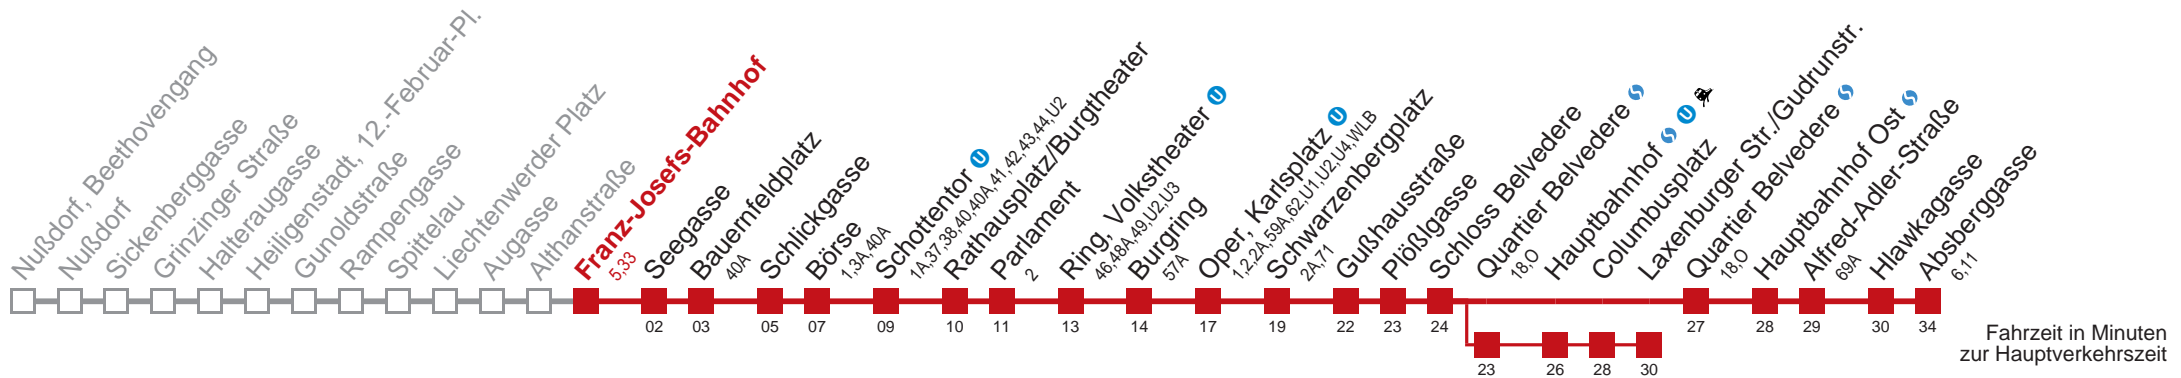 Nußdorf, Beethovengang
Nußdorf
Sickenberggasse
Grinzinger Straße
Halteraugasse
Heiligenstadt, 12.-Februar-Pl.
Gunoldstraße
Rampengasse
Spittelau
Liechtenwerder Platz
Augasse
Althanstraße
Franz-Josefs-Bahnhof
5,33
Seegasse
Bauernfeldplatz
40A
Schlickgasse
Börse
1,3A,40A
Schottentor U
1A,37,38,40,40A,41,42,43,44,U2
Rathausplatz/Burgtheater
Parlament
2
Ring, Volkstheater U
46,48A,49,U2,U3
Burgring
57A
Oper, Karlsplatz U
1,2,2A,59A,62,U1,U2,U4,WLB
Schwarzenbergplatz
2A,71
Gußhausstraße
Plößlgasse
Schloss Belvedere
Quartier Belvedere
18,O
Hauptbahnhof U
Columbusplatz
Laxenburger Str./Gudrunstr.
Quartier Belvedere
18,O
Hauptbahnhof Ost
Alfred-Adler-Straße
69A
Hlawkagasse
Absberggasse
6,11
02 03 05 07 09 10 11 13 14 17 19 22 23 24 27 28 29 30 34
23 26 28 30
Fahrzeit in Minuten
zur Hauptverkehrszeit